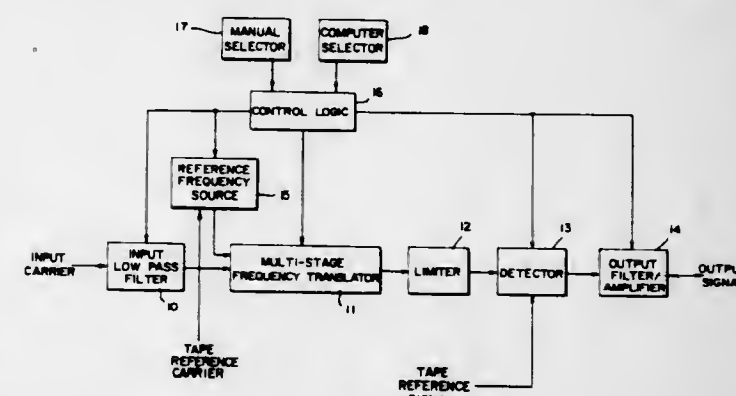 17
MANUAL
SELECTOR
COMPUTER
SELECTOR
18
16
CONTROL LOGIC
REFERENCE
FREQUENCY
SOURCE
15
INPUT
CARRIER
INPUT
LOW PASS
FILTER
10
MULTI-STAGE
FREQUENCY TRANSLATOR
11
12
LIMITER
13
DETECTOR
14
OUTPUT
FILTER/
AMPLIFIER
OUTPUT
SIGNAL
TAPE
REFERENCE
CARRIER
TAPE
REFERENCE